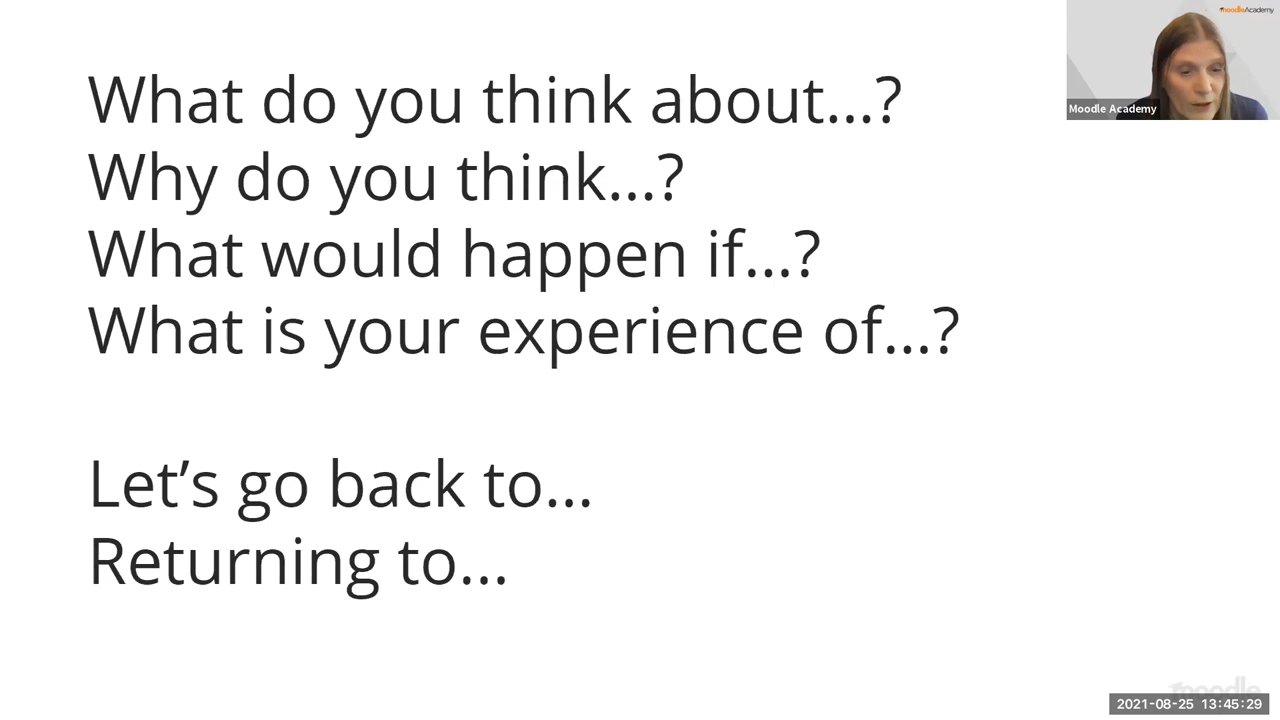 What do you think about...?
Why do you think...?
What would happen if...?
What is your experience of...?
Let’s go back to...
Returning to...
moodleAcademy
Moodle Academy
moodle
2021-08-25 13:45:29